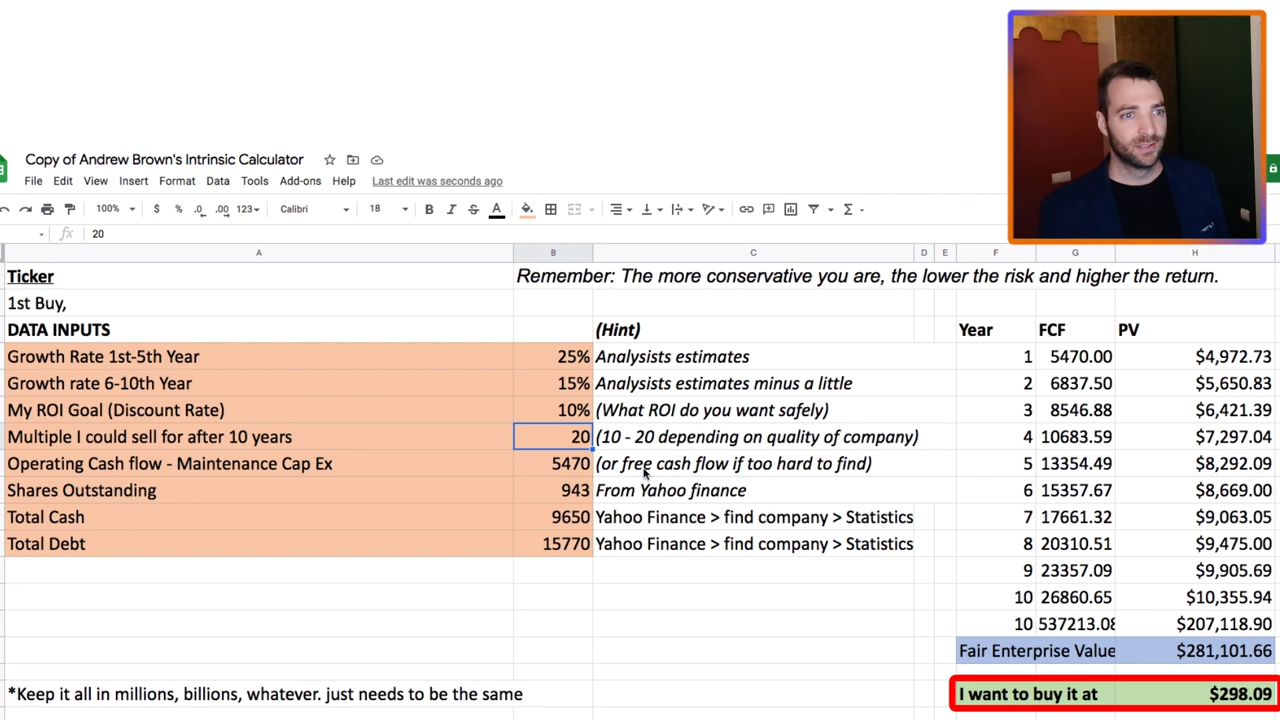 Copy of Andrew Brown's Intrinsic Calculator
File Edit View Insert Format Data Tools Add-ons Help Last edit was seconds ago
100% $ % .0 .00 123 Calibri 18 B I S A
fx 20
A B C D E F G H
Ticker Remember: The more conservative you are, the lower the risk and higher the return.
1st Buy,
DATA INPUTS (Hint) Year FCF PV
Growth Rate 1st-5th Year 25% Analysists estimates 1 5470.00 $4,972.73
Growth rate 6-10th Year 15% Analysists estimates minus a little 2 6837.50 $5,650.83
My ROI Goal (Discount Rate) 10% (What ROI do you want safely) 3 8546.88 $6,421.39
Multiple I could sell for after 10 years 20 (10 - 20 depending on quality of company) 4 10683.59 $7,297.04
Operating Cash flow - Maintenance Cap Ex 5470 (or free cash flow if too hard to find) 5 13354.49 $8,292.09
Shares Outstanding 943 From Yahoo finance 6 15357.67 $8,669.00
Total Cash 9650 Yahoo Finance > find company > Statistics 7 17661.32 $9,063.05
Total Debt 15770 Yahoo Finance > find company > Statistics 8 20310.51 $9,475.00
9 23357.09 $9,905.69
10 26860.65 $10,355.94
10 537213.08 $207,118.90
Fair Enterprise Value $281,101.66
*Keep it all in millions, billions, whatever. just needs to be the same I want to buy it at $298.09